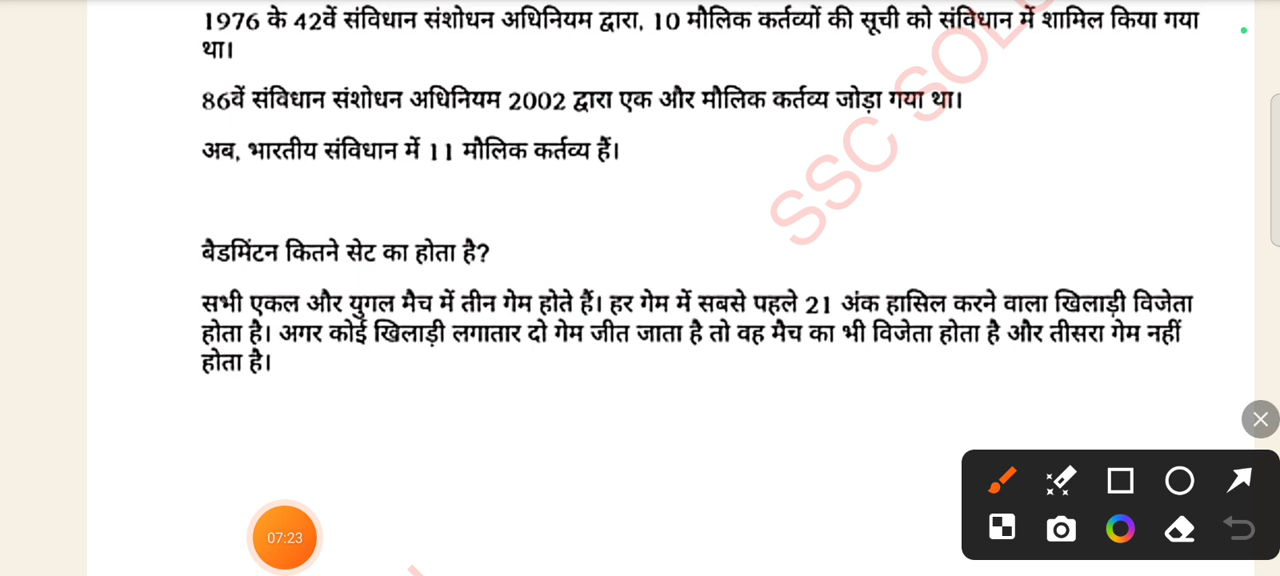 1976 के 42वें संविधान संशोधन अधिनियम द्वारा, 10 मौलिक कर्तव्यों की सूची को संविधान में शामिल किया गया
था।
86वें संविधान संशोधन अधिनियम 2002 द्वारा एक और मौलिक कर्तव्य जोड़ा गया था।
अब, भारतीय संविधान में 11 मौलिक कर्तव्य हैं।
SSC SOLU
बैडमिंटन कितने सेट का होता है?
सभी एकल और युगल मैच में तीन गेम होते हैं। हर गेम में सबसे पहले 21 अंक हासिल करने वाला खिलाड़ी विजेता
होता है। अगर कोई खिलाड़ी लगातार दो गेम जीत जाता है तो वह मैच का भी विजेता होता है और तीसरा गेम नहीं
होता है।
07:23